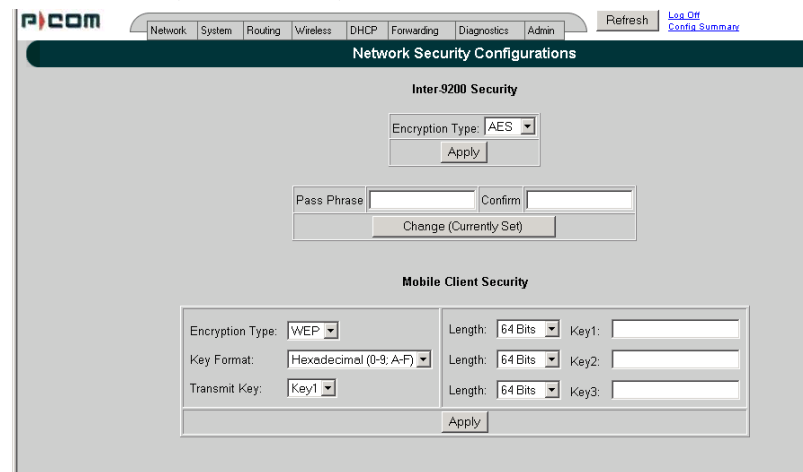 P)COM
Network System Routing Wireless DHCP Forwarding Diagnostics Admin Refresh Log Off
Config Summary
Network Security Configurations
Inter-9200 Security
Encryption Type: AES
Apply
Pass Phrase Confirm
Change (Currently Set)
Mobile Client Security
Encryption Type: WEP Length: 64 Bits Key1:
Key Format: Hexadecimal (0-9; A-F) Length: 64 Bits Key2:
Transmit Key: Key1 Length: 64 Bits Key3:
Apply